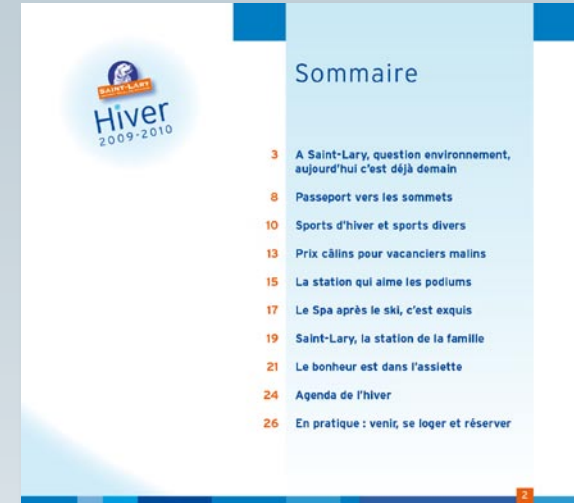 SAINT-LARY
Hiver
2009-2010
Sommaire
3 A Saint-Lary, question environnement,
aujourd'hui c'est déjà demain
8 Passeport vers les sommets
10 Sports d'hiver et sports divers
13 Prix câlins pour vacanciers malins
15 La station qui aime les podiums
17 Le Spa après le ski, c'est exquis
19 Saint-Lary, la station de la famille
21 Le bonheur est dans l'assiette
24 Agenda de l'hiver
26 En pratique : venir, se loger et réserver
2